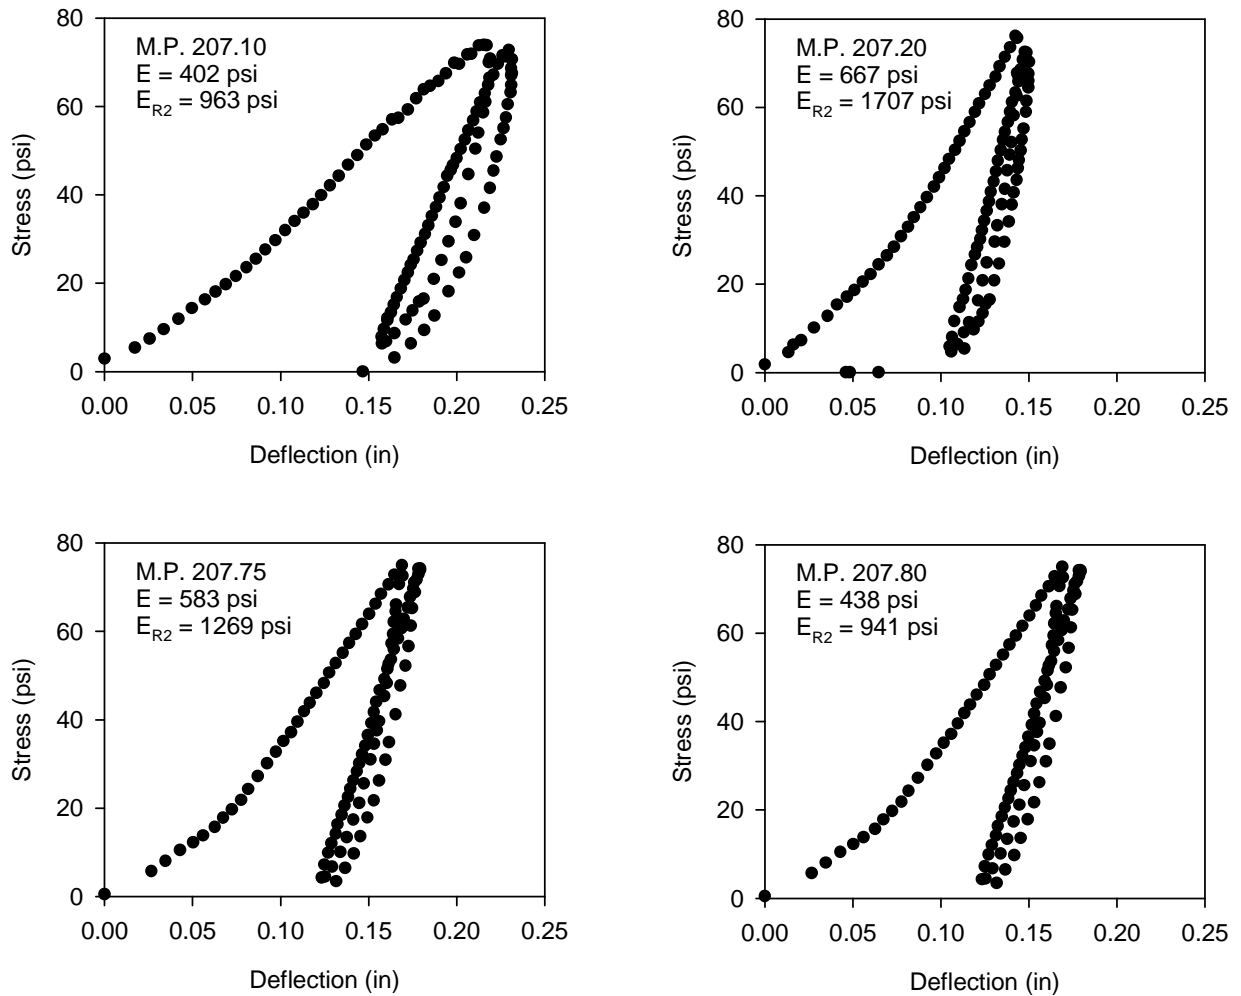 80
60
40
20
0
Stress (psi)
M.P. 207.10
E = 402 psi
E_R2 = 963 psi
0.00 0.05 0.10 0.15 0.20 0.25
Deflection (in)
80
60
40
20
0
Stress (psi)
M.P. 207.20
E = 667 psi
E_R2 = 1707 psi
0.00 0.05 0.10 0.15 0.20 0.25
Deflection (in)
80
60
40
20
0
Stress (psi)
M.P. 207.75
E = 583 psi
E_R2 = 1269 psi
0.00 0.05 0.10 0.15 0.20 0.25
Deflection (in)
80
60
40
20
0
Stress (psi)
M.P. 207.80
E = 438 psi
E_R2 = 941 psi
0.00 0.05 0.10 0.15 0.20 0.25
Deflection (in)